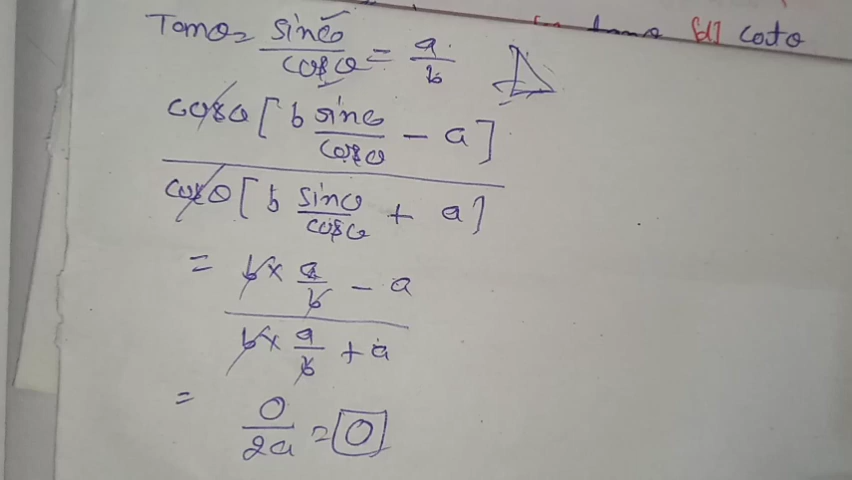 [d] cotθ
Tanθ = sinθ/cosθ = a/b
cosθ [b sinθ/cosθ - a]
cosθ [b sinθ/cosθ + a]
= b × a/b - a
b × a/b + a
= 0/2a = 0